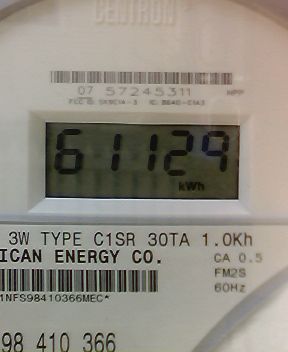 CENTRON
07 57245311
61129
kWh
3W TYPE C1SR 30TA 1.0Kh
ICAN ENERGY CO.
CA 0.5
FM2S
60Hz
1NFS98410366MEC*
98 410 366